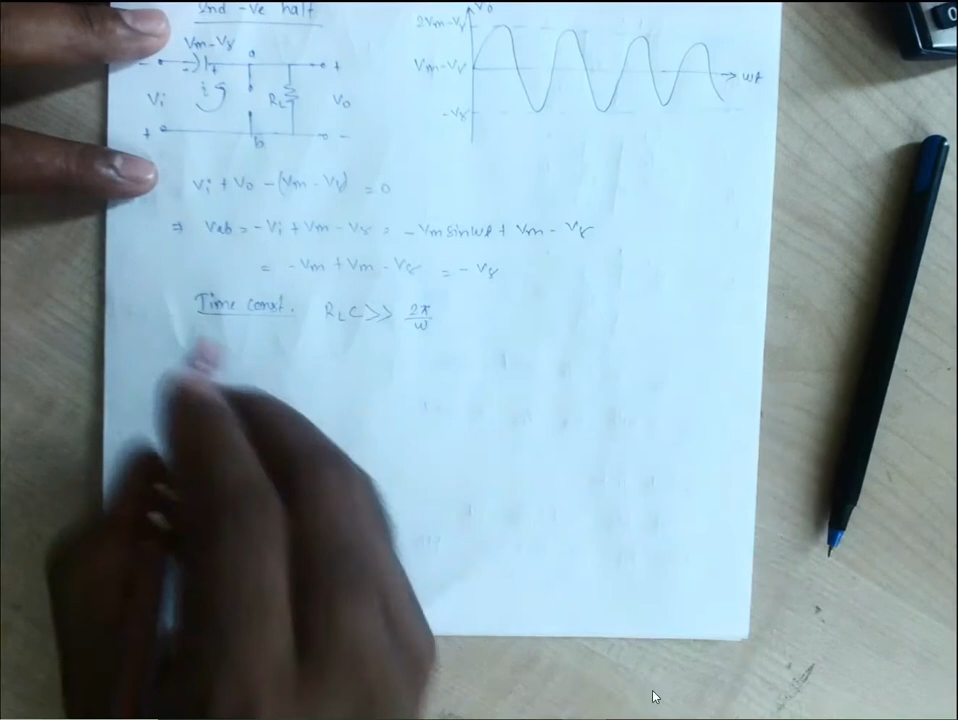 2nd -ve half
Vm-Vγ
a
- - + +
i
Vi RL Vo
+ b -
Vo
2Vm-Vγ
Vm-Vγ
ωt
-Vγ
Vi + Vo - (Vm - Vγ) = 0
⇒ Vab = -Vi + Vm - Vγ = -Vm sinωt + Vm - Vγ
= -Vm + Vm - Vγ = -Vγ
Time const. RLC >> 2π/ω
0